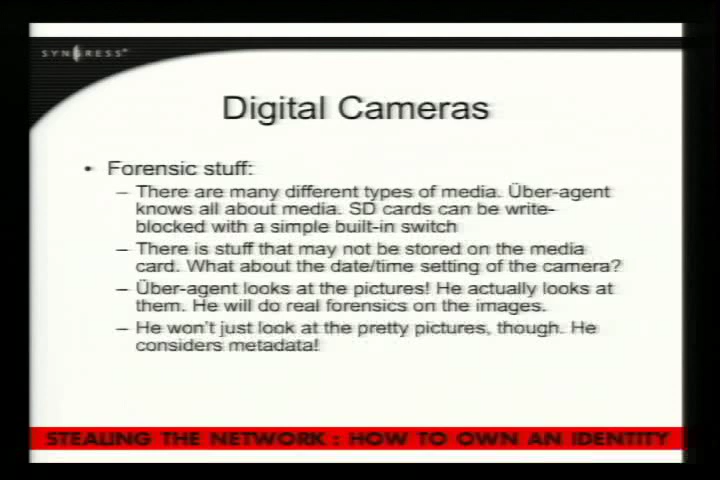 SYNGRESS
Digital Cameras
• Forensic stuff:
– There are many different types of media. Über-agent
knows all about media. SD cards can be write-
blocked with a simple built-in switch
– There is stuff that may not be stored on the media
card. What about the date/time setting of the camera?
– Über-agent looks at the pictures! He actually looks at
them. He will do real forensics on the images.
– He won't just look at the pretty pictures, though. He
considers metadata!
STEALING THE NETWORK : HOW TO OWN AN IDENTITY